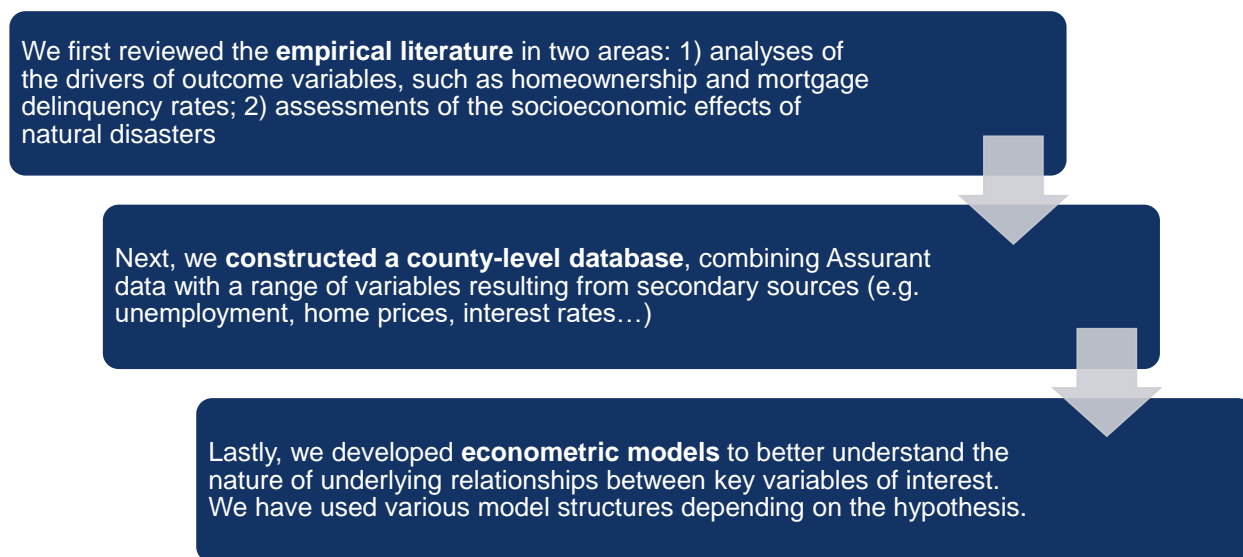 We first reviewed the empirical literature in two areas: 1) analyses of
the drivers of outcome variables, such as homeownership and mortgage
delinquency rates; 2) assessments of the socioeconomic effects of
natural disasters
Next, we constructed a county-level database, combining Assurant
data with a range of variables resulting from secondary sources (e.g.
unemployment, home prices, interest rates…)
Lastly, we developed econometric models to better understand the
nature of underlying relationships between key variables of interest.
We have used various model structures depending on the hypothesis.